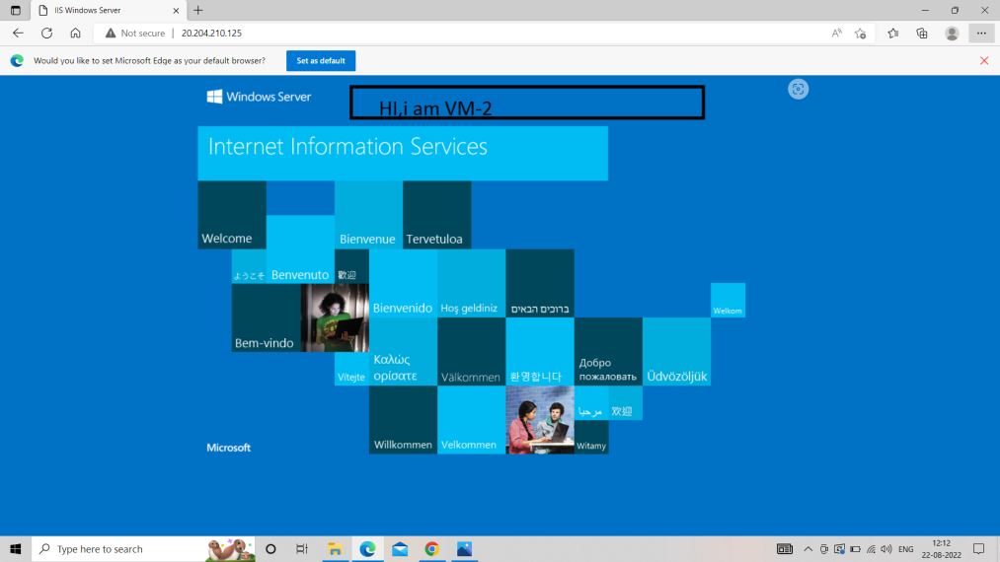 IIS Windows Server
Not secure
20.204.210.125
Would you like to set Microsoft Edge as your default browser?
Set as default
Windows Server
HI,i am VM-2
Internet Information Services
Welcome
Bienvenue
Tervetuloa
ようこそ
Benvenuto
歡迎
Bienvenido
Hoş geldiniz
ברוכים הבאים
Welkom
Bem-vindo
Vítejte
Καλώς
ορίσατε
Välkommen
환영합니다
Добро
пожаловать
Üdvözöljük
مرحبا
欢迎
Willkommen
Velkommen
Witamy
Microsoft
Type here to search
ENG
12:12
22-08-2022